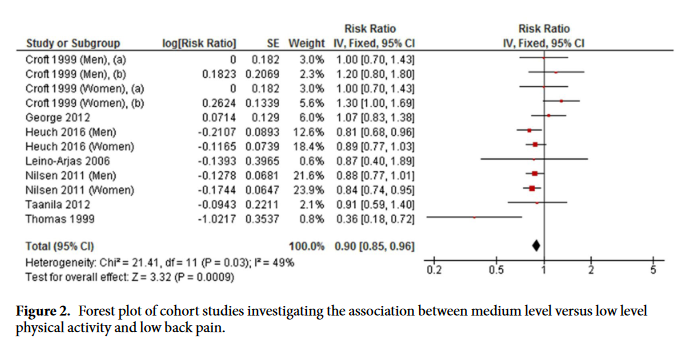 Risk Ratio Risk Ratio
Study or Subgroup log[Risk Ratio] SE Weight IV, Fixed, 95% CI IV, Fixed, 95% CI
Croft 1999 (Men), (a) 0 0.182 3.0% 1.00 [0.70, 1.43]
Croft 1999 (Men), (b) 0.1823 0.2069 2.3% 1.20 [0.80, 1.80]
Croft 1999 (Women), (a) 0 0.182 3.0% 1.00 [0.70, 1.43]
Croft 1999 (Women), (b) 0.2624 0.1339 5.6% 1.30 [1.00, 1.69]
George 2012 0.0714 0.129 6.0% 1.07 [0.83, 1.38]
Heuch 2016 (Men) -0.2107 0.0893 12.6% 0.81 [0.68, 0.96]
Heuch 2016 (Women) -0.1165 0.0739 18.4% 0.89 [0.77, 1.03]
Leino-Arjas 2006 -0.1393 0.3965 0.6% 0.87 [0.40, 1.89]
Nilsen 2011 (Men) -0.1278 0.0681 21.6% 0.88 [0.77, 1.01]
Nilsen 2011 (Women) -0.1744 0.0647 23.9% 0.84 [0.74, 0.95]
Taanila 2012 -0.0943 0.2211 2.1% 0.91 [0.59, 1.40]
Thomas 1999 -1.0217 0.3537 0.8% 0.36 [0.18, 0.72]
Total (95% CI) 100.0% 0.90 [0.85, 0.96]
Heterogeneity: Chi² = 21.41, df = 11 (P = 0.03); I² = 49%
Test for overall effect: Z = 3.32 (P = 0.0009)
0.2 0.5 1 2 5
Figure 2. Forest plot of cohort studies investigating the association between medium level versus low level
physical activity and low back pain.